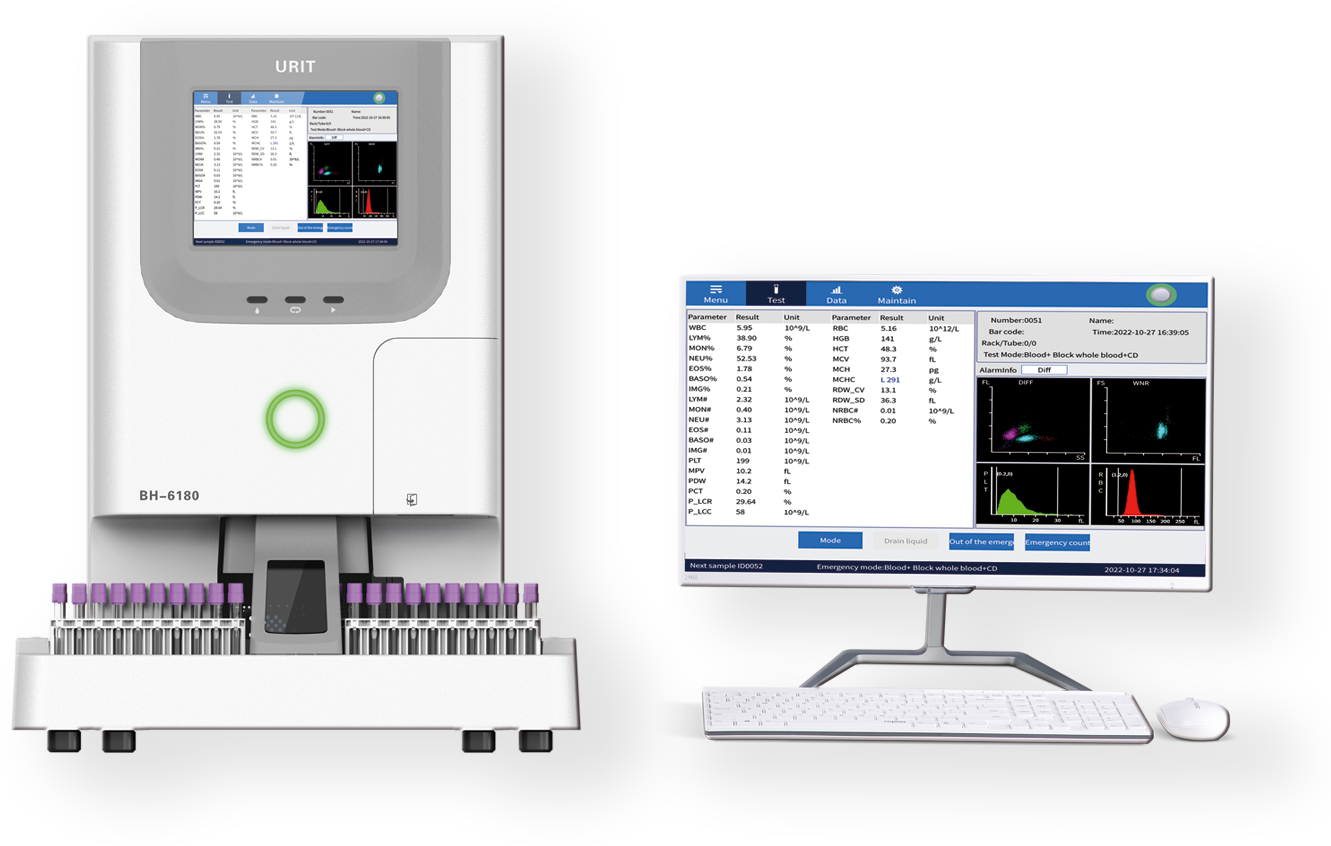 URIT
Menu Test Data Maintain
Parameter Result Unit Parameter Result Unit
WBC 5.95 10^9/L RBC 5.16 10^12/L
LYM% 38.90 % HGB 141 g/L
MON% 6.79 % HCT 48.3 %
NEU% 52.53 % MCV 93.7 fL
EOS% 1.78 % MCH 27.3 pg
BASO% 0.54 % MCHC L 291 g/L
IMG% 0.21 % RDW_CV 13.1 %
LYM# 2.32 10^9/L RDW_SD 36.3 fL
MON# 0.40 10^9/L NRBC# 0.01 10^9/L
NEU# 3.13 10^9/L NRBC% 0.20 %
EOS# 0.11 10^9/L
BASO# 0.03 10^9/L
IMG# 0.01 10^9/L
PLT 199 10^9/L
MPV 10.2 fL
PDW 14.2 fL
PCT 0.20 %
P_LCR 29.64 %
P_LCC 58 10^9/L
Number:0051 Name:
Bar code: Time:2022-10-27 16:39:05
Rack/Tube:0/0
Test Mode:Blood+ Block whole blood+CD
AlarmInfo Diff
FL DIFF SS
FS WNR FL
PLT (0.2,0) 10 20 30 fL
RBC (3.2,0) 50 100 150 200 250 fL
Mode Drain liquid Out of the emerge Emergency count
Next sample ID0052 Emergency mode:Blood+ Block whole blood+CD 2022-10-27 17:34:04
BH-6180